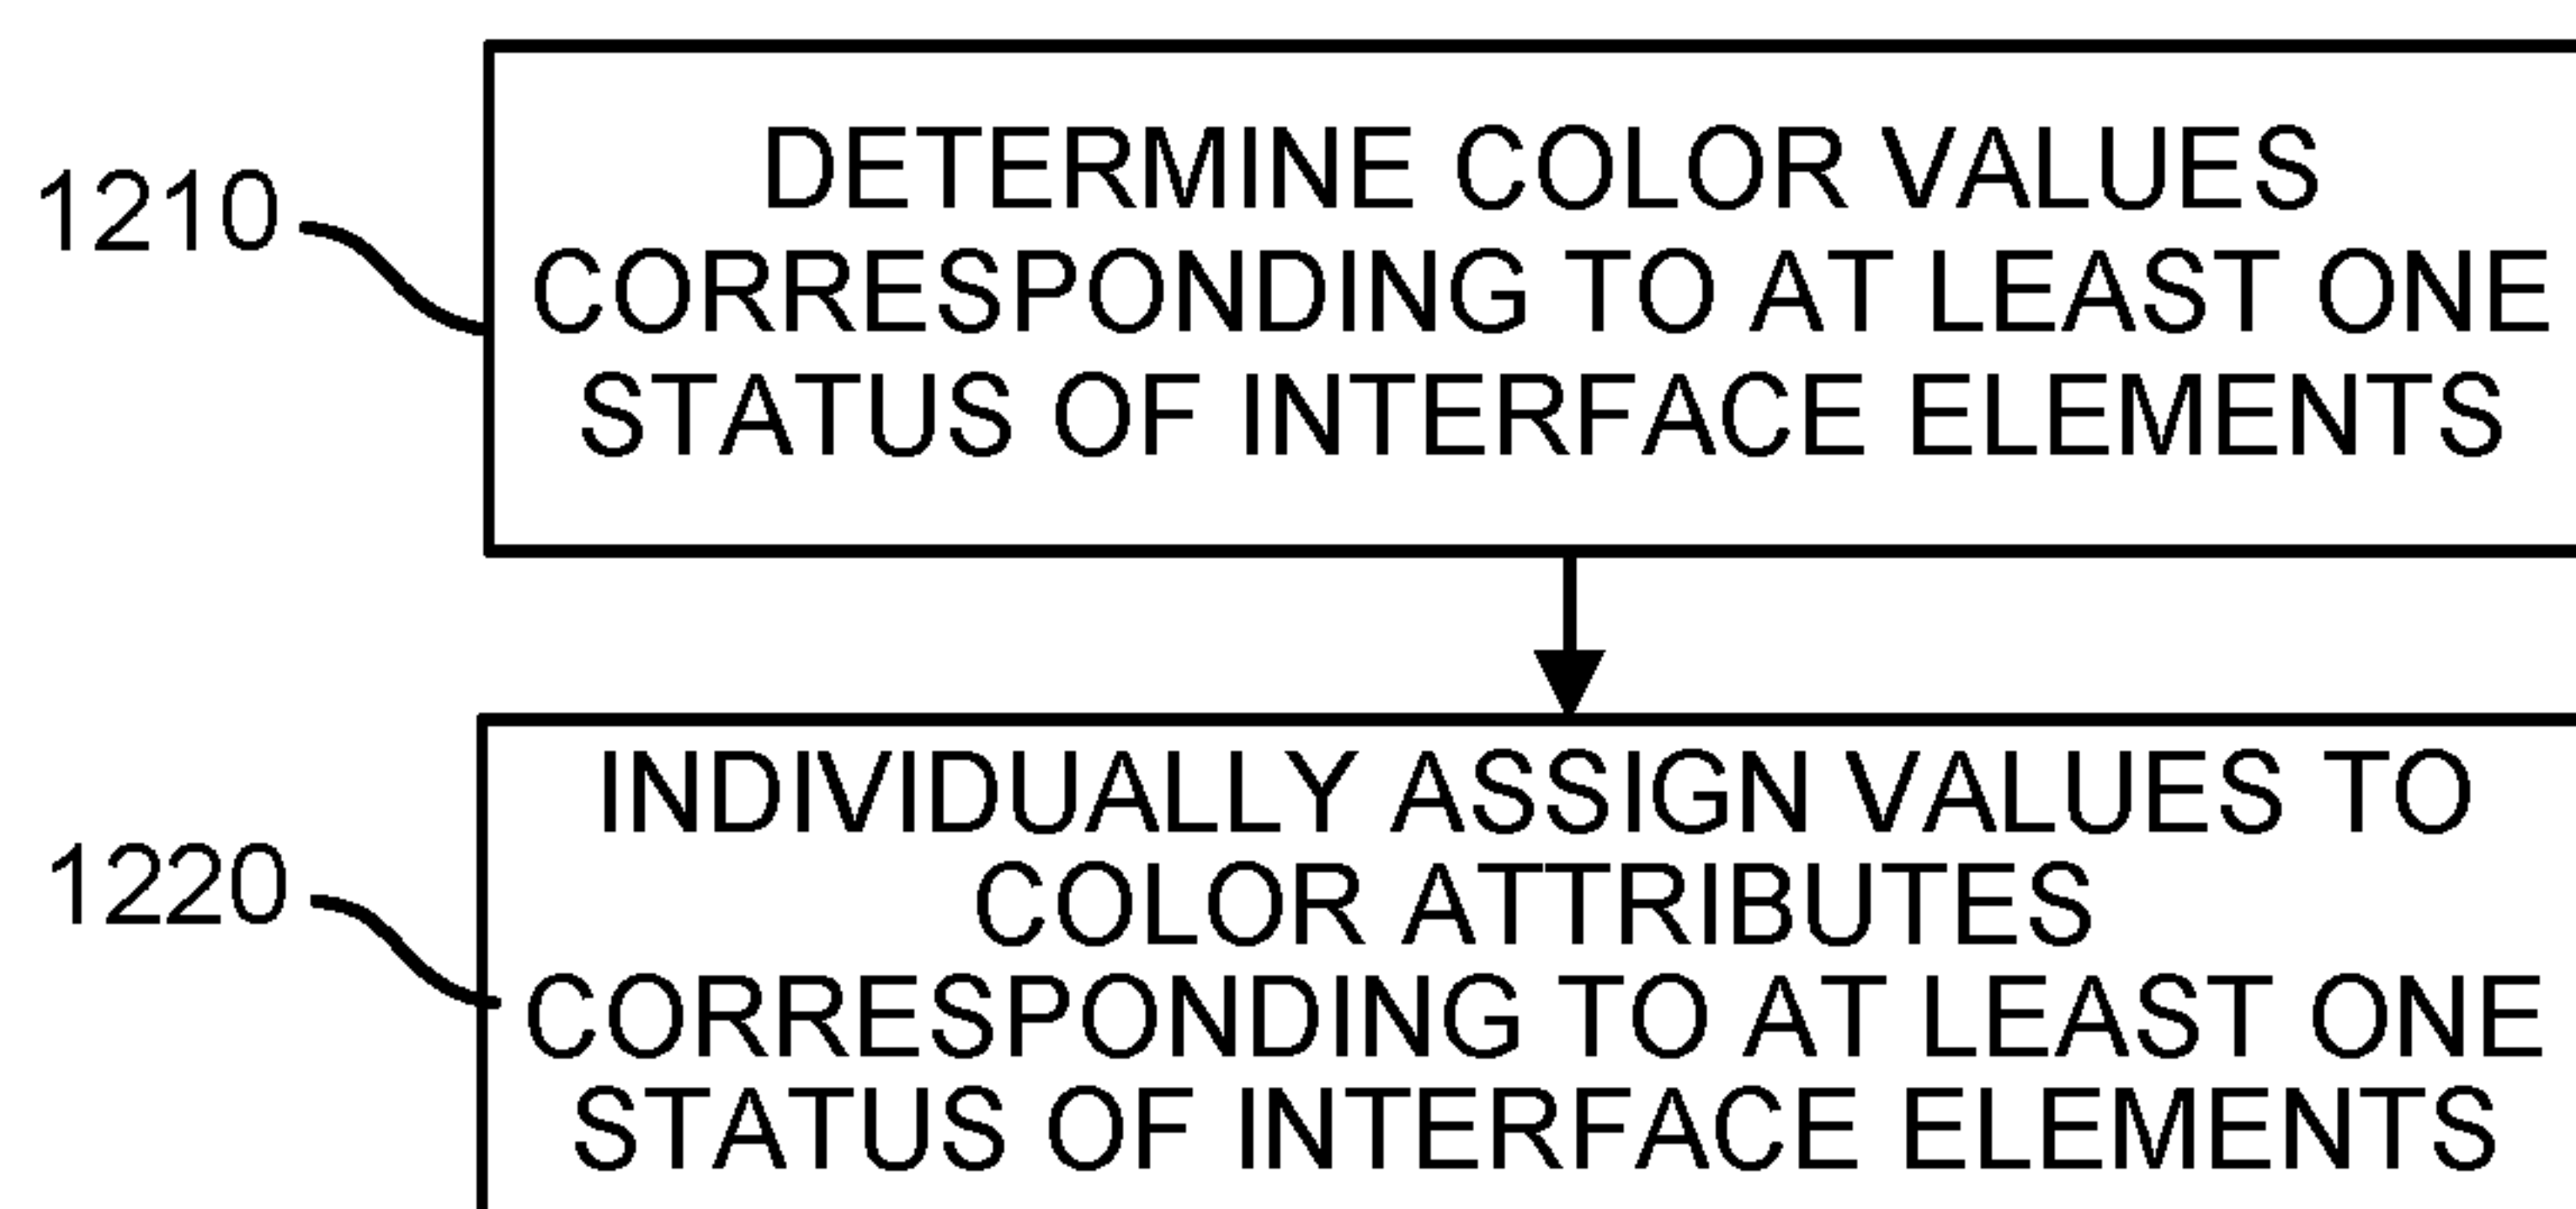 1210
DETERMINE COLOR VALUES
CORRESPONDING TO AT LEAST ONE
STATUS OF INTERFACE ELEMENTS
1220
INDIVIDUALLY ASSIGN VALUES TO
COLOR ATTRIBUTES
CORRESPONDING TO AT LEAST ONE
STATUS OF INTERFACE ELEMENTS